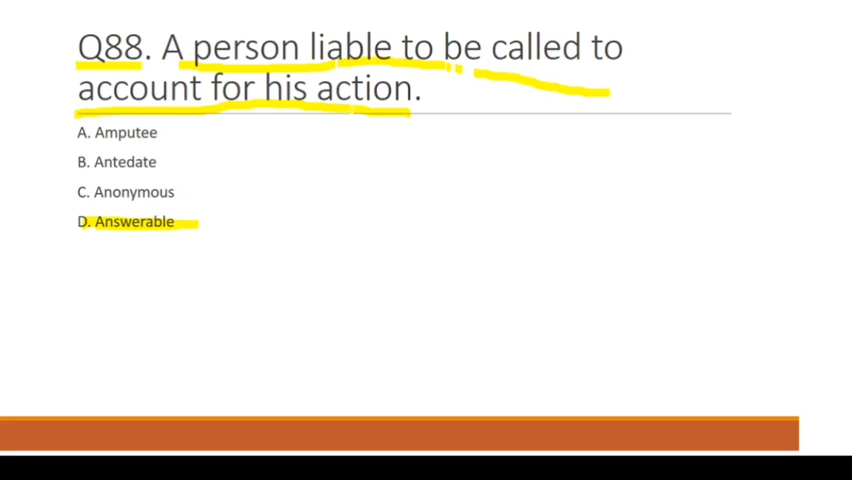 Q88. A person liable to be called to
account for his action.
A. Amputee
B. Antedate
C. Anonymous
D. Answerable